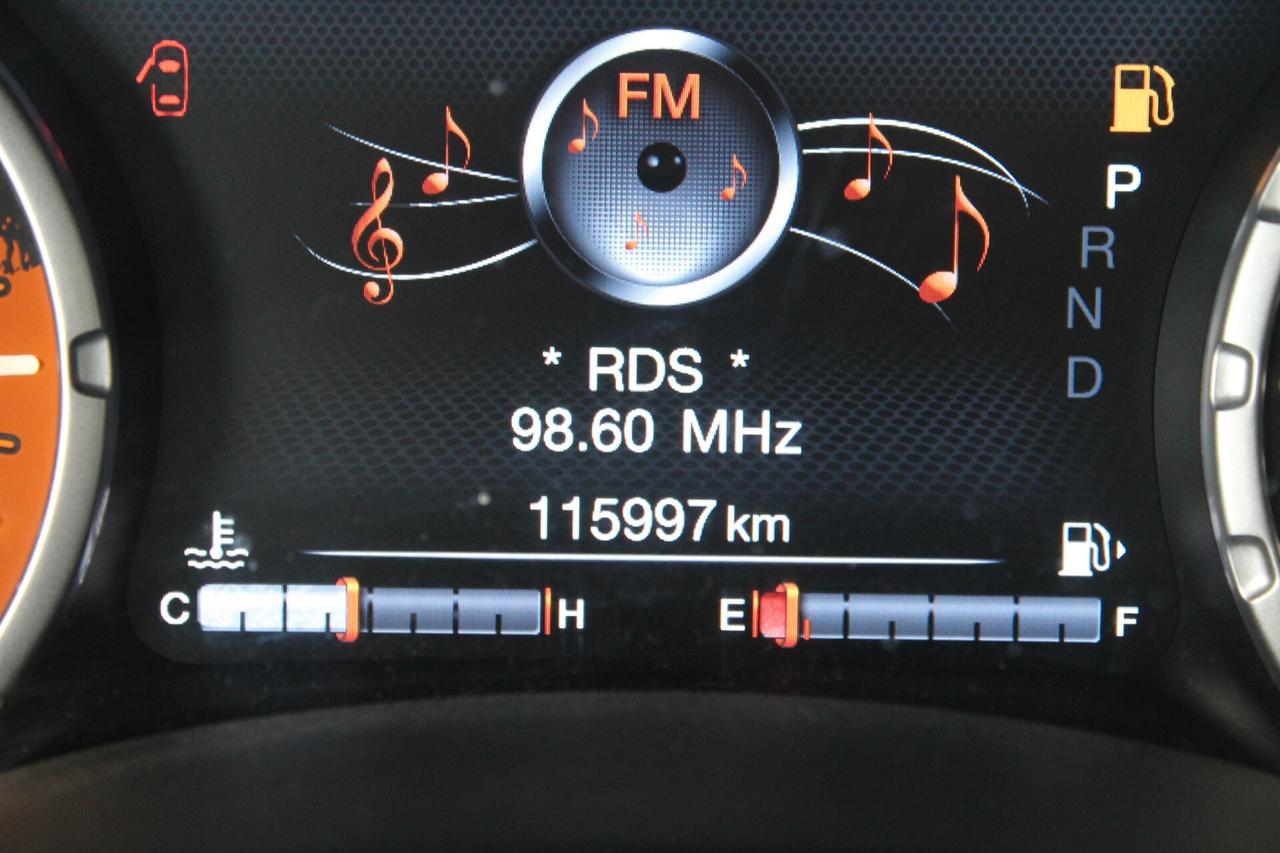 FM
P
R
N
D
* RDS *
98.60 MHz
115997 km
C H E F